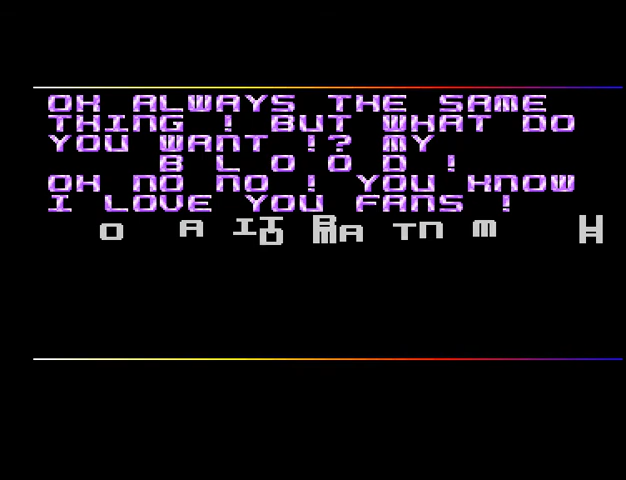 OH ALWAYS THE SAME
THING ! BUT WHAT DO
YOU WANT !? MY
B L O O D !
OH NO NO ! YOU KNOW
I LOVE YOU FANS !